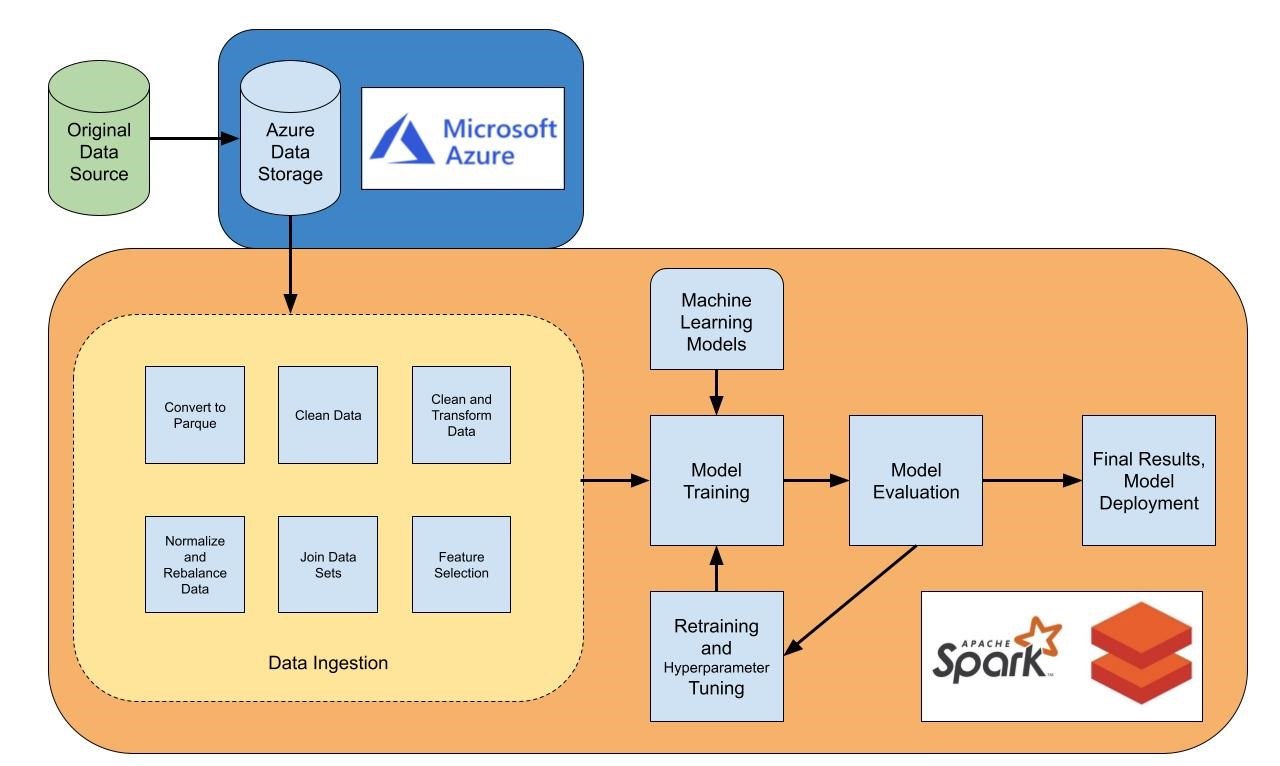 Original
Data
Source
Azure
Data
Storage
Microsoft
Azure
Machine
Learning
Models
Convert to
Parque
Clean Data
Clean and
Transform
Data
Model
Training
Model
Evaluation
Final Results,
Model
Deployment
Normalize
and
Rebalance
Data
Join Data
Sets
Feature
Selection
Data Ingestion
Retraining
and
Hyperparameter
Tuning
APACHE
Spark™